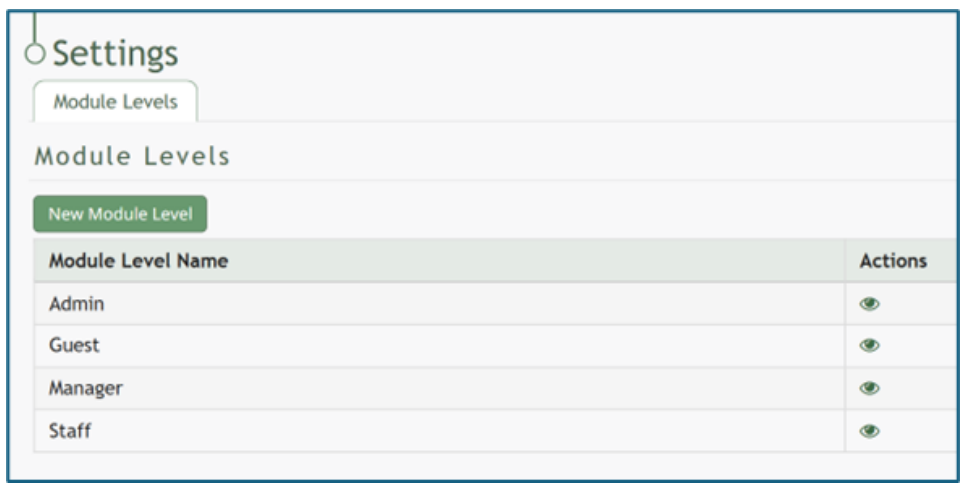 Settings
Module Levels
Module Levels
New Module Level
Module Level Name Actions
Admin
Guest
Manager
Staff